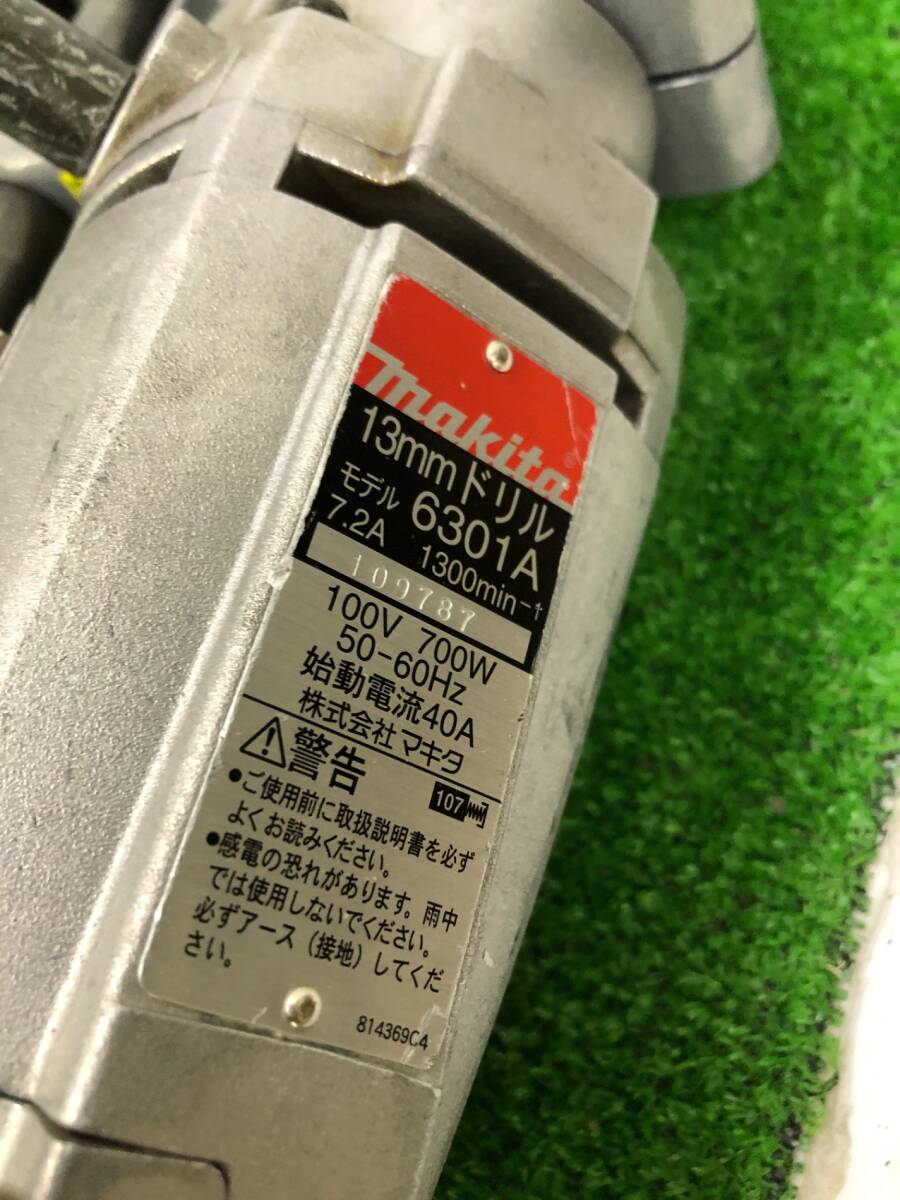 makita
13mmドリル
モデル 6301A
7.2A 1300min-1
109787
100V 700W
50-60Hz
始動電流40A
株式会社マキタ
警告
107
●ご使用前に取扱説明書を必ず
よくお読みください。
●感電の恐れがあります。雨中
では使用しないでください。
必ずアース（接地）してくだ
さい。
814369C4